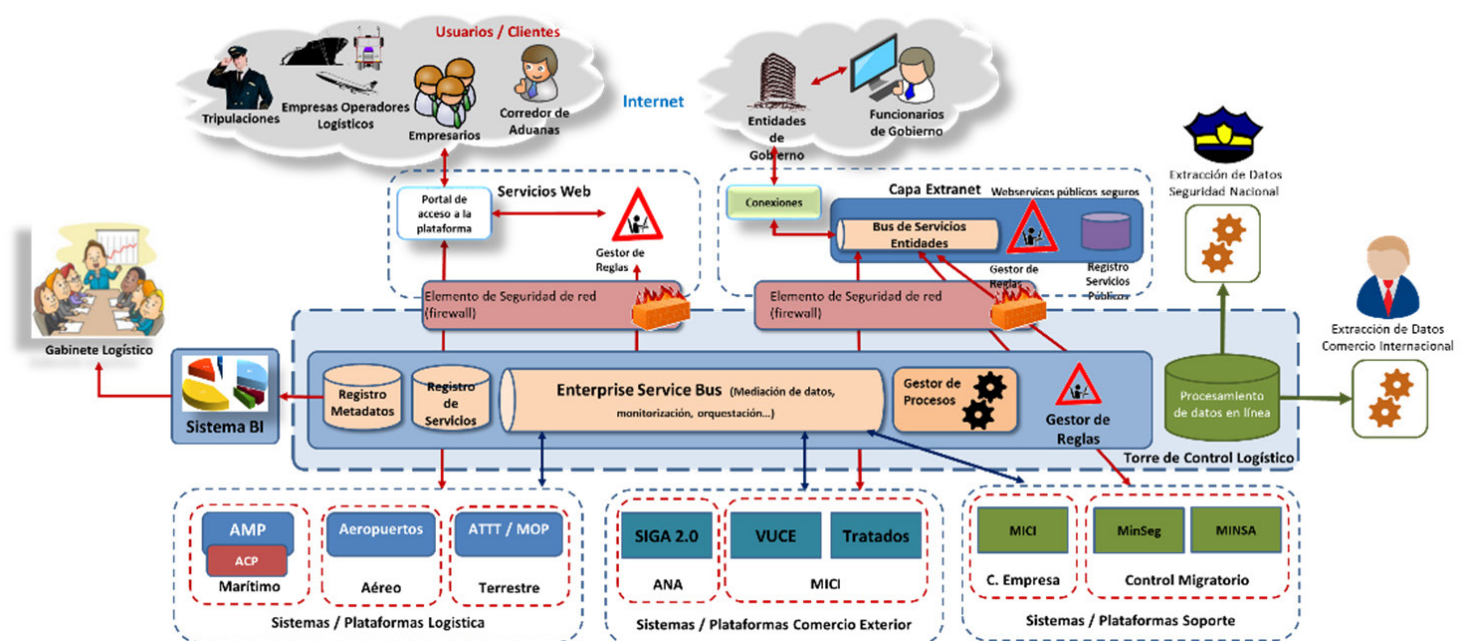 Usuarios / Clientes
Tripulaciones
Empresas Operadores
Logísticos
Empresarios
Corredor de
Aduanas
Internet
Entidades
de
Gobierno
Funcionarios
de Gobierno
Extracción de Datos
Seguridad Nacional
Servicios Web
Portal de
acceso a la
plataforma
Gestor de
Reglas
Capa Extranet
Webservices públicos seguros
Conexiones
Bus de Servicios
Entidades
Gestor de
Reglas
Registro
Servicios
Públicos
Elemento de Seguridad de red
(firewall)
Elemento de Seguridad de red
(firewall)
Extracción de Datos
Comercio Internacional
Gabinete Logístico
Sistema BI
Registro
Metadatos
Registro
de
Servicios
Enterprise Service Bus (Mediación de datos,
monitorización, orquestación...)
Gestor de
Procesos
Gestor de
Reglas
Procesamiento
de datos en línea
Torre de Control Logístico
AMP
ACP
Marítimo
Aeropuertos
Aéreo
ATTT / MOP
Terrestre
Sistemas / Plataformas Logística
SIGA 2.0
ANA
VUCE
Tratados
MICI
Sistemas / Plataformas Comercio Exterior
MICI
C. Empresa
MinSeg
MINSA
Control Migratorio
Sistemas / Plataformas Soporte